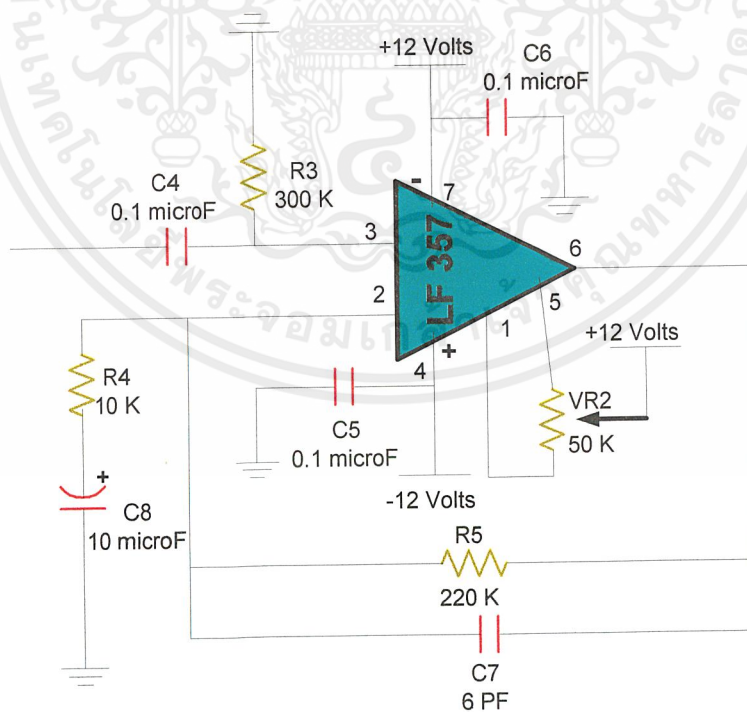 +12 Volts
C6
0.1 microF
R3
300 K
C4
0.1 microF
-
7
3
LF 357
6
2
5
1
+
4
+12 Volts
R4
10 K
VR2
50 K
C5
0.1 microF
+
C8
10 microF
-12 Volts
R5
220 K
C7
6 PF